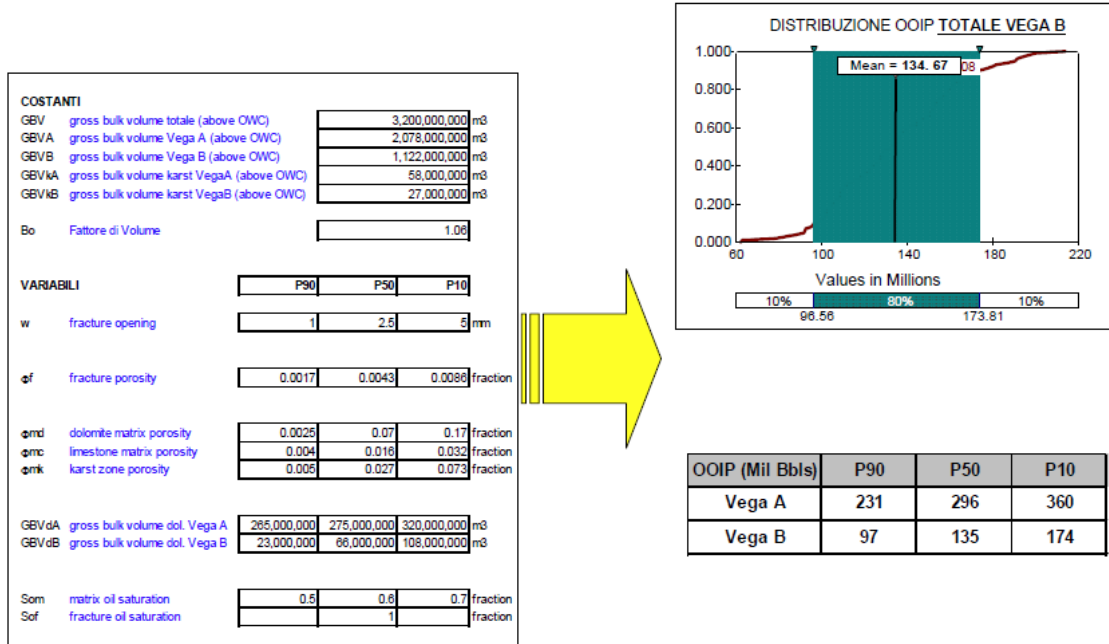 COSTANTI
GBV gross bulk volume totale (above OWC) 3,200,000,000 m3
GBVA gross bulk volume Vega A (above OWC) 2,078,000,000 m3
GBVB gross bulk volume Vega B (above OWC) 1,122,000,000 m3
GBVkA gross bulk volume karst VegaA (above OWC) 58,000,000 m3
GBVkB gross bulk volume karst VegaB (above OWC) 27,000,000 m3
Bo Fattore di Volume 1.06
VARIABILI P90 P50 P10
w fracture opening 1 2.5 5 mm
φf fracture porosity 0.0017 0.0043 0.0086 fraction
φmd dolomite matrix porosity 0.0025 0.07 0.17 fraction
φmc limestone matrix porosity 0.004 0.016 0.032 fraction
φmk karst zone porosity 0.005 0.027 0.073 fraction
GBVdA gross bulk volume dol. Vega A 265,000,000 275,000,000 320,000,000 m3
GBVdB gross bulk volume dol. Vega B 23,000,000 66,000,000 108,000,000 m3
Som matrix oil saturation 0.5 0.6 0.7 fraction
Sof fracture oil saturation 1 fraction
DISTRIBUZIONE OOIP TOTALE VEGA B
1.000
Mean = 134.67 08
0.800
0.600
0.400
0.200
0.000
60 100 140 180 220
Values in Millions
10% 80% 10%
96.56 173.81
OOIP (Mil Bbls) P90 P50 P10
Vega A 231 296 360
Vega B 97 135 174